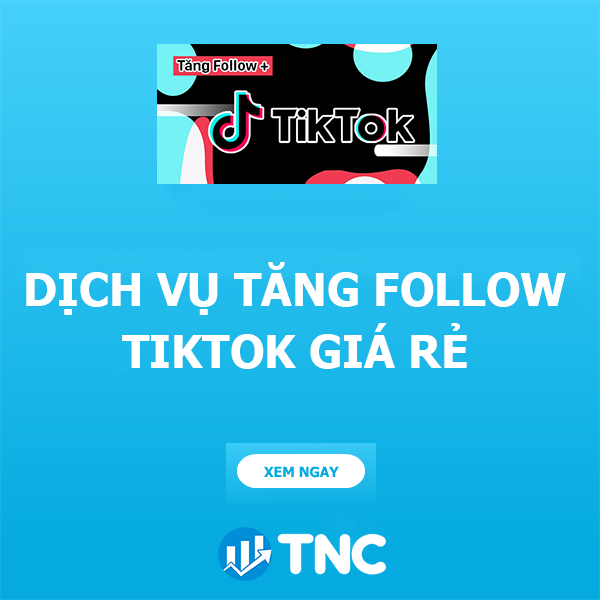 Tăng Follow +
TikTok
DỊCH VỤ TĂNG FOLLOW
TIKTOK GIÁ RẺ
XEM NGAY
TNC